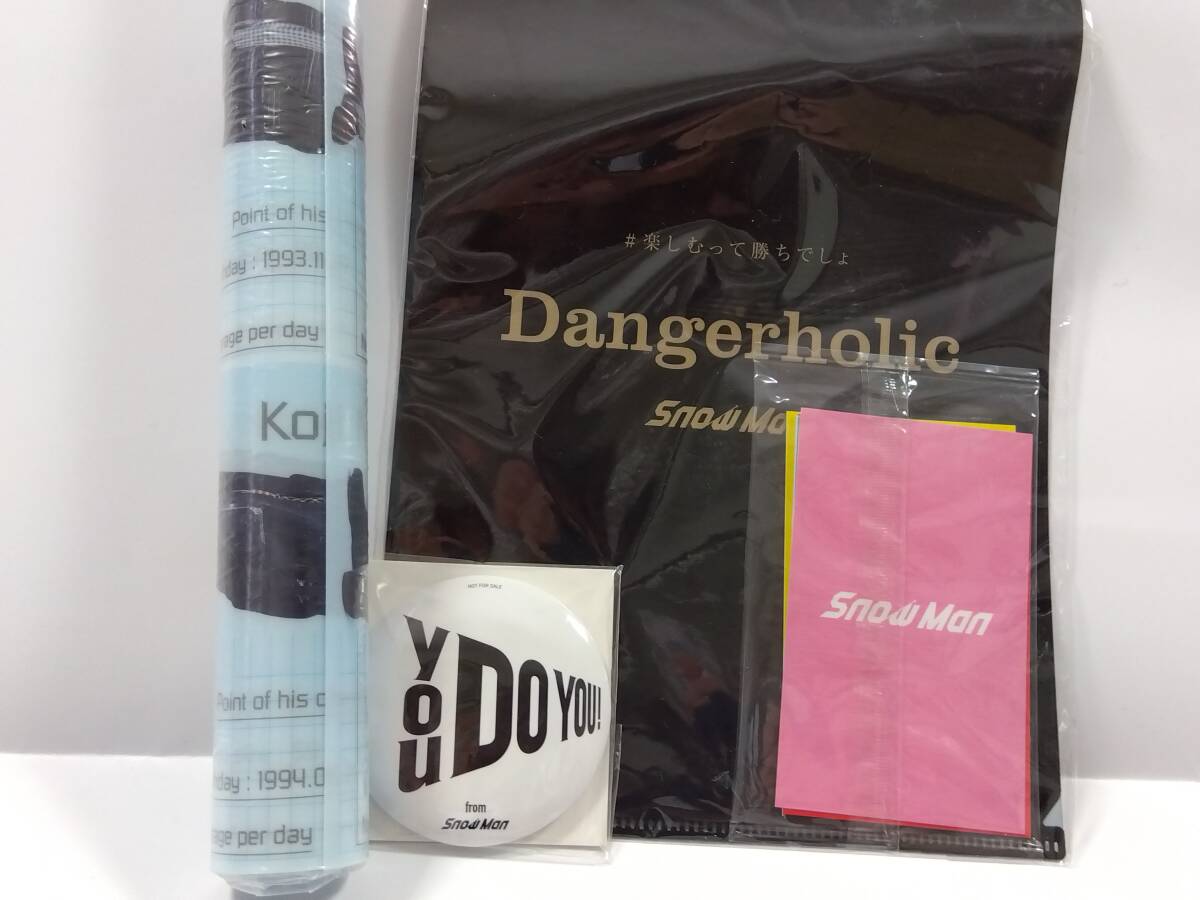 Point of his
day : 1993.11
age per day
Koj
Point of his c
day : 1994.0
age per day
#楽しむって勝ちでしょ
Dangerholic
Snow Ma
NOT FOR SALE
you DO YOU!
from
Snow Man
Snow Man